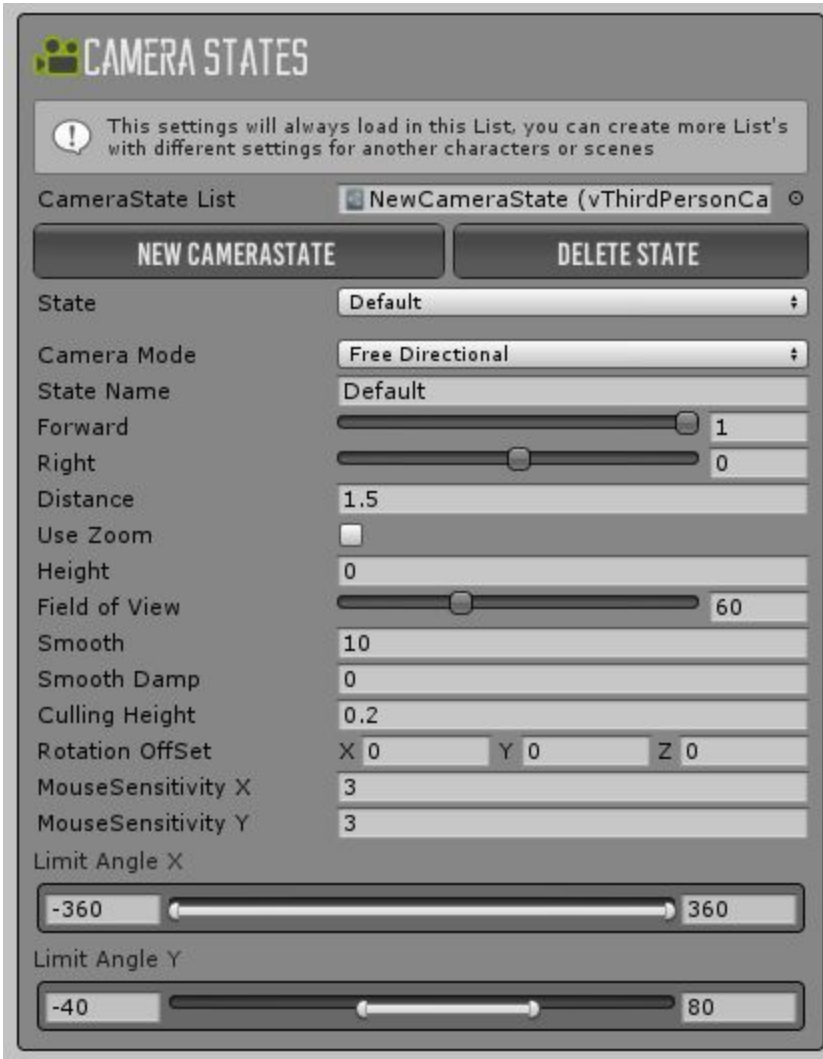 CAMERA STATES
This settings will always load in this List, you can create more List's
with different settings for another characters or scenes
CameraState List NewCameraState (vThirdPersonCa
NEW CAMERASTATE DELETE STATE
State Default
Camera Mode Free Directional
State Name Default
Forward 1
Right 0
Distance 1.5
Use Zoom
Height 0
Field of View 60
Smooth 10
Smooth Damp 0
Culling Height 0.2
Rotation OffSet X 0 Y 0 Z 0
MouseSensitivity X 3
MouseSensitivity Y 3
Limit Angle X
-360 360
Limit Angle Y
-40 80